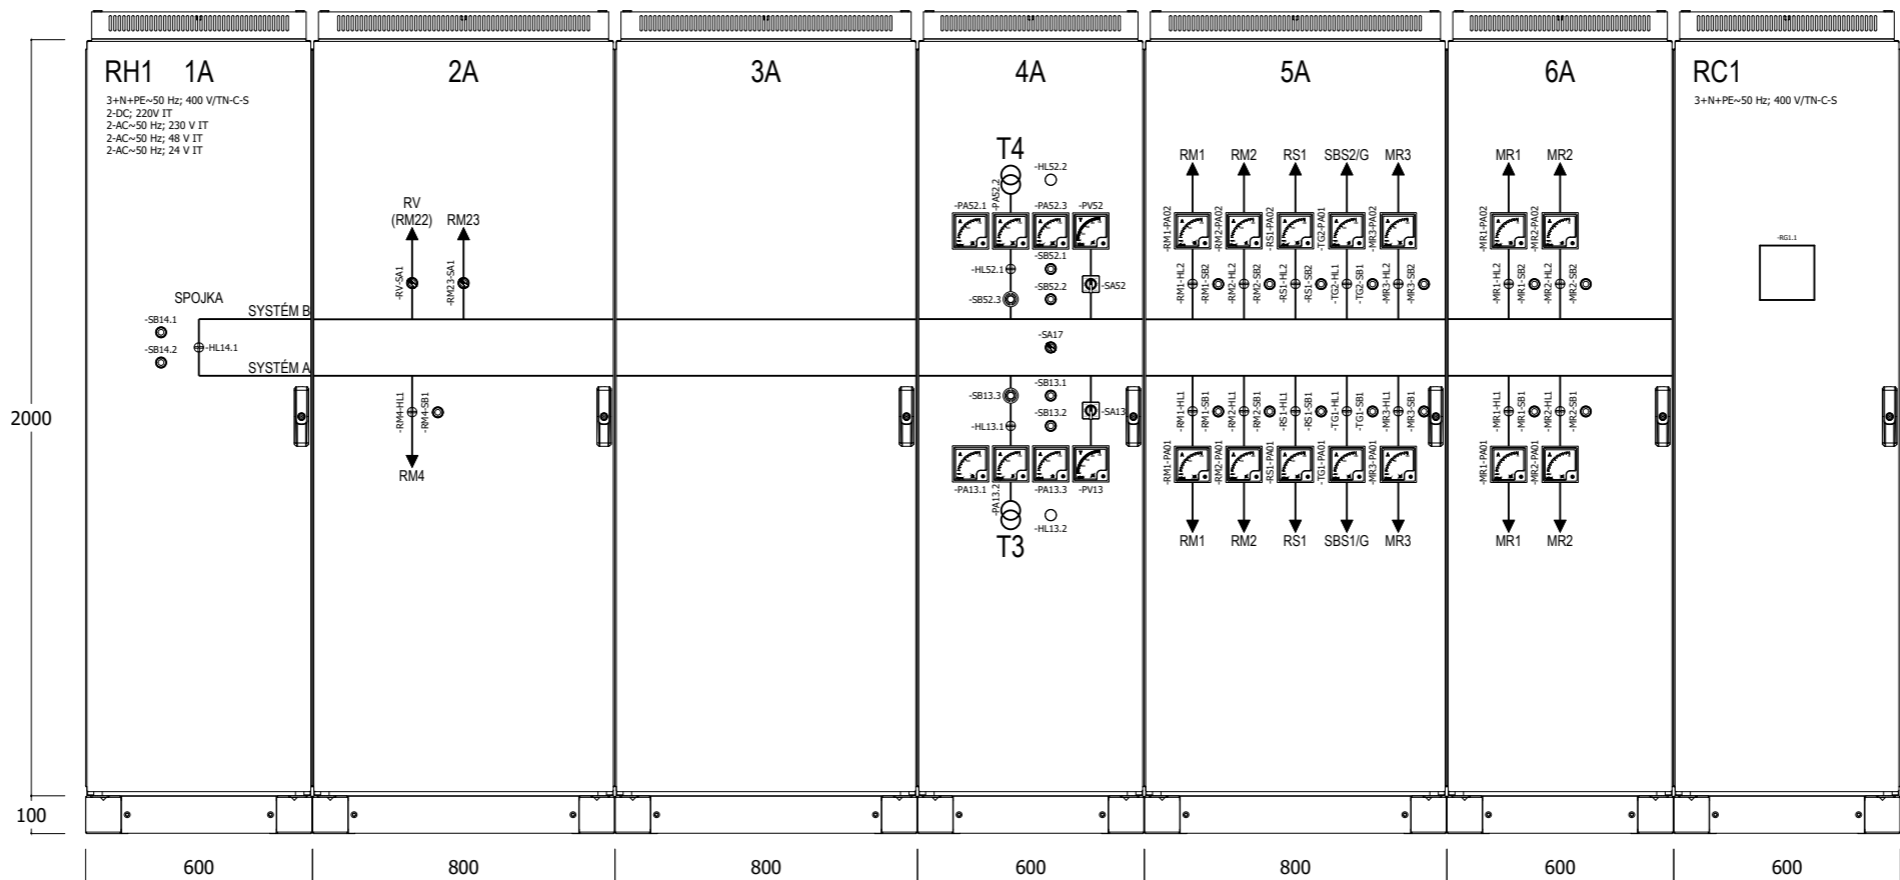 RH1 1A
2A
3A
4A
5A
6A
RC1
3+N+PE~50 Hz; 400 V/TN-C-S
2-DC; 220V IT
2-AC~50 Hz; 230 V IT
2-AC~50 Hz; 48 V IT
2-AC~50 Hz; 24 V IT
3+N+PE~50 Hz; 400 V/TN-C-S
SPOJKA
-SB14.1
-SB14.2
-HL14.1
SYSTÉM B
SYSTÉM A
RV
(RM22)
RM23
-RV-SA1
-RM23-SA1
-RM4-HL1
-RM4-SB1
RM4
T4
-HL52.2
-PA52.1
-PA52.2
-PA52.3
-PV52
-HL52.1
-SB52.1
-SB52.2
-SB52.3
-SA52
-SA17
-SB13.3
-SB13.1
-SB13.2
-SA13
-HL13.1
-PA13.1
-PA13.2
-PA13.3
-PV13
-HL13.2
T3
RM1 RM2 RS1 SBS2/G MR3
-RM1-PA02
-RM2-PA02
-RS1-PA02
-TG2-PA01
-MR3-PA02
-RM1-HL2
-RM1-SB2
-RM2-HL2
-RM2-SB2
-RS1-HL2
-RS1-SB2
-TG2-HL1
-TG2-SB1
-MR3-HL2
-MR3-SB2
-RM1-HL1
-RM1-SB1
-RM2-HL1
-RM2-SB1
-RS1-HL1
-RS1-SB1
-TG1-HL1
-TG1-SB1
-MR3-HL1
-MR3-SB1
-RM1-PA01
-RM2-PA01
-RS1-PA01
-TG1-PA01
-MR3-PA01
RM1 RM2 RS1 SBS1/G MR3
MR1 MR2
-MR1-PA02
-MR2-PA02
-MR1-HL2
-MR1-SB2
-MR2-HL2
-MR2-SB2
-MR1-HL1
-MR1-SB1
-MR2-HL1
-MR2-SB1
-MR1-PA01
-MR2-PA01
MR1 MR2
-RG1.1
2000
100
600 800 800 600 800 600 600